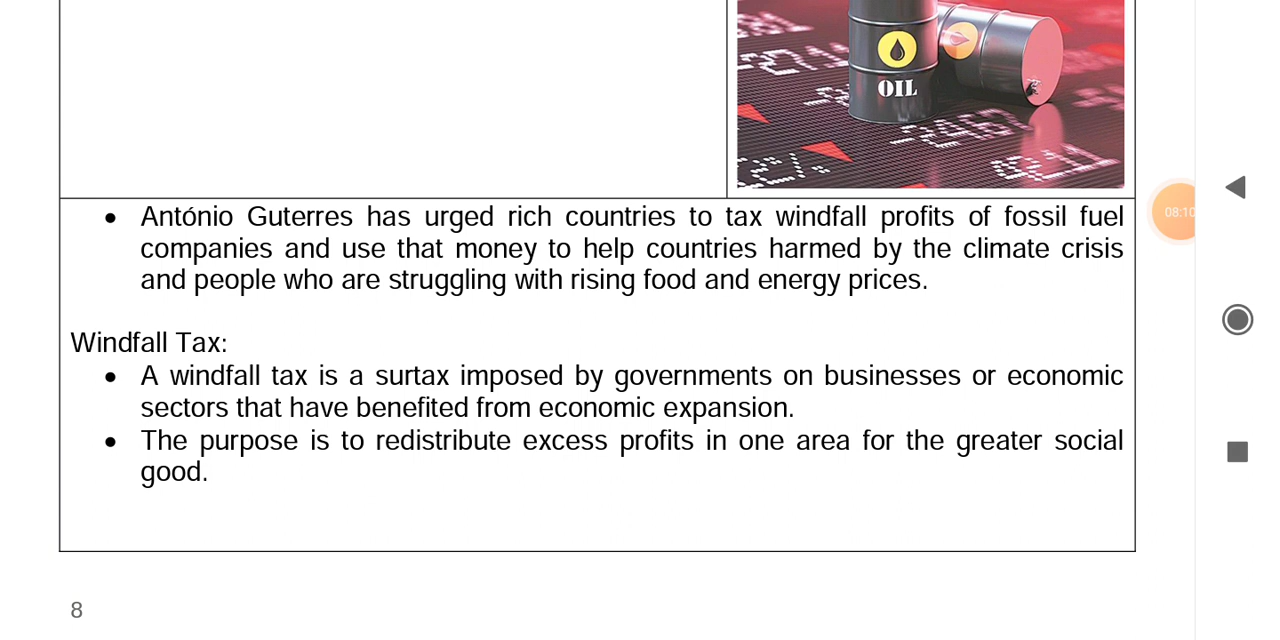 OIL
• António Guterres has urged rich countries to tax windfall profits of fossil fuel
companies and use that money to help countries harmed by the climate crisis
and people who are struggling with rising food and energy prices.
Windfall Tax:
• A windfall tax is a surtax imposed by governments on businesses or economic
sectors that have benefited from economic expansion.
• The purpose is to redistribute excess profits in one area for the greater social
good.
08:10
8